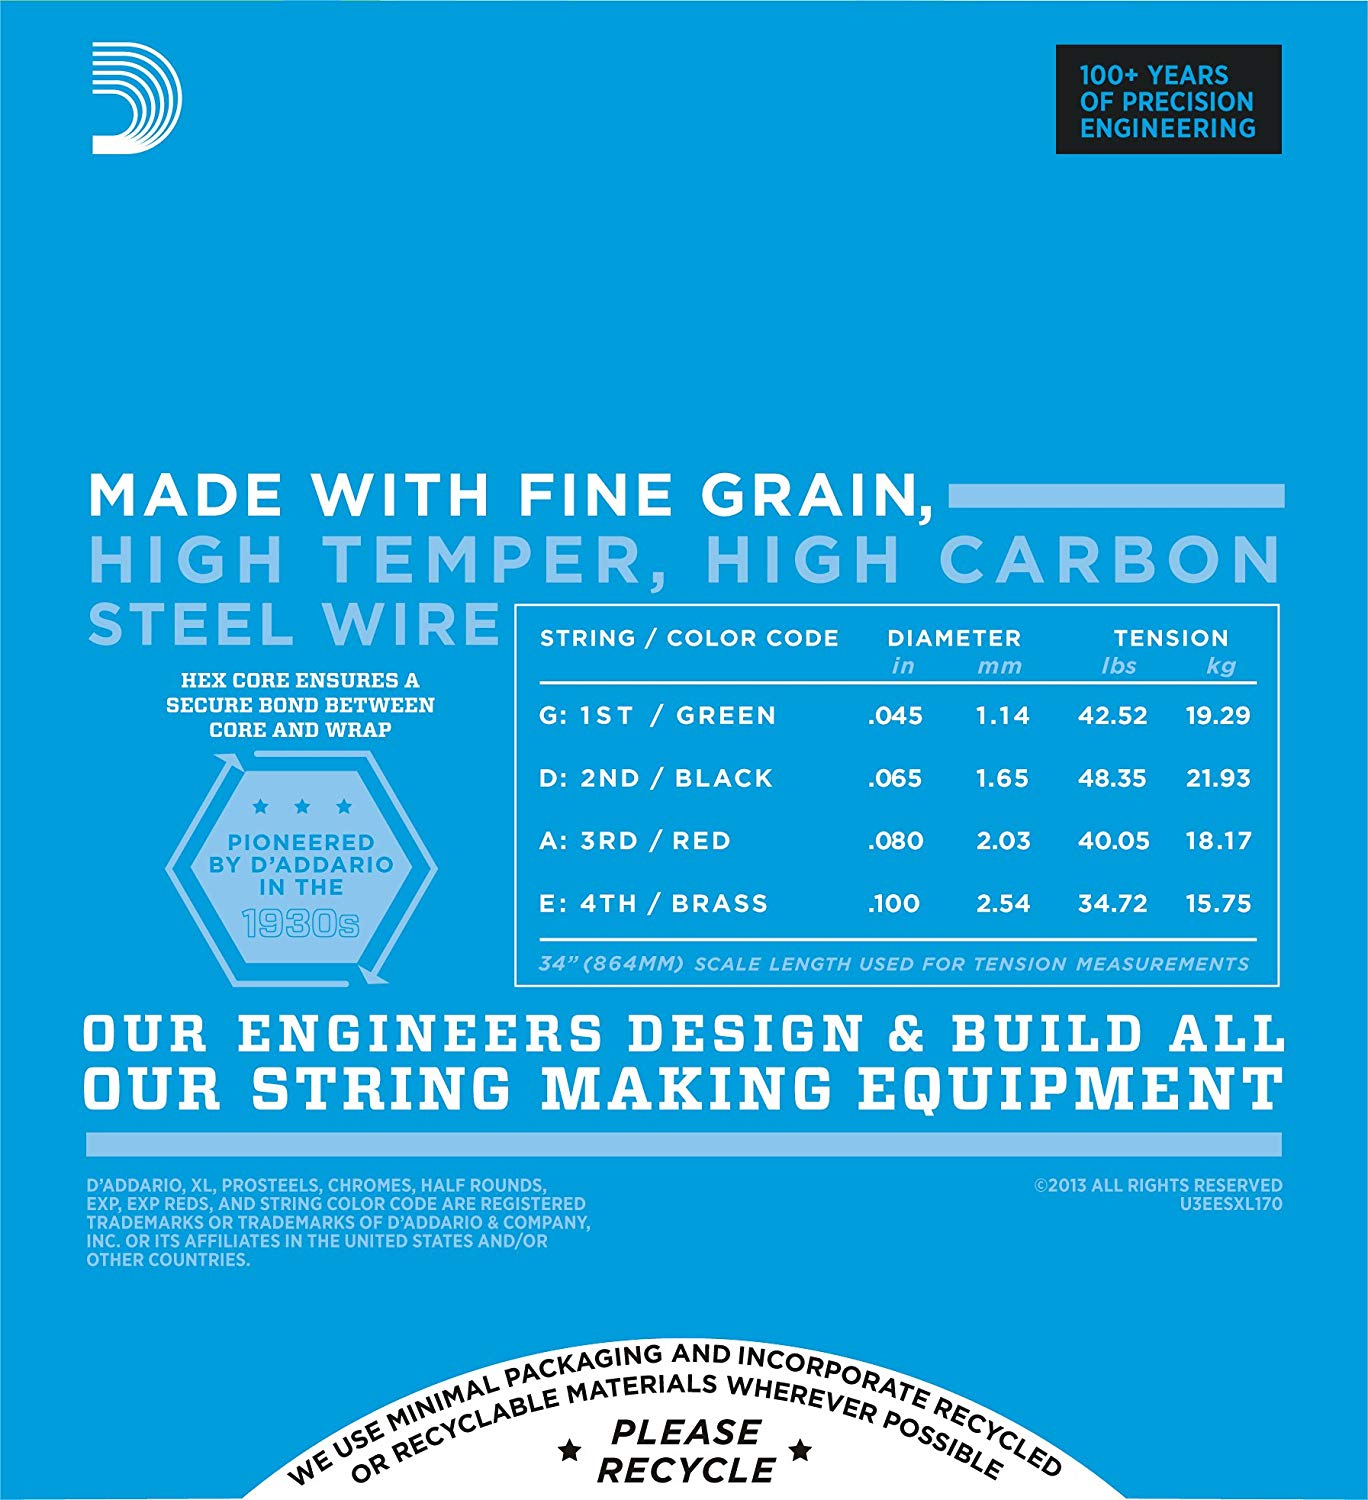 100+ YEARS
OF PRECISION
ENGINEERING
MADE WITH FINE GRAIN,
HIGH TEMPER, HIGH CARBON
STEEL WIRE
HEX CORE ENSURES A
SECURE BOND BETWEEN
CORE AND WRAP
PIONEERED
BY D'ADDARIO
IN THE
1930s
STRING / COLOR CODE DIAMETER TENSION
in mm lbs kg
G: 1ST / GREEN .045 1.14 42.52 19.29
D: 2ND / BLACK .065 1.65 48.35 21.93
A: 3RD / RED .080 2.03 40.05 18.17
E: 4TH / BRASS .100 2.54 34.72 15.75
34” (864MM) SCALE LENGTH USED FOR TENSION MEASUREMENTS
OUR ENGINEERS DESIGN & BUILD ALL
OUR STRING MAKING EQUIPMENT
D'ADDARIO, XL, PROSTEELS, CHROMES, HALF ROUNDS,
EXP, EXP REDS, AND STRING COLOR CODE ARE REGISTERED
TRADEMARKS OR TRADEMARKS OF D'ADDARIO & COMPANY,
INC. OR ITS AFFILIATES IN THE UNITED STATES AND/OR
OTHER COUNTRIES.
©2013 ALL RIGHTS RESERVED
U3EESXL170
WE USE MINIMAL PACKAGING AND INCORPORATE RECYCLED
OR RECYCLABLE MATERIALS WHEREVER POSSIBLE
PLEASE
RECYCLE